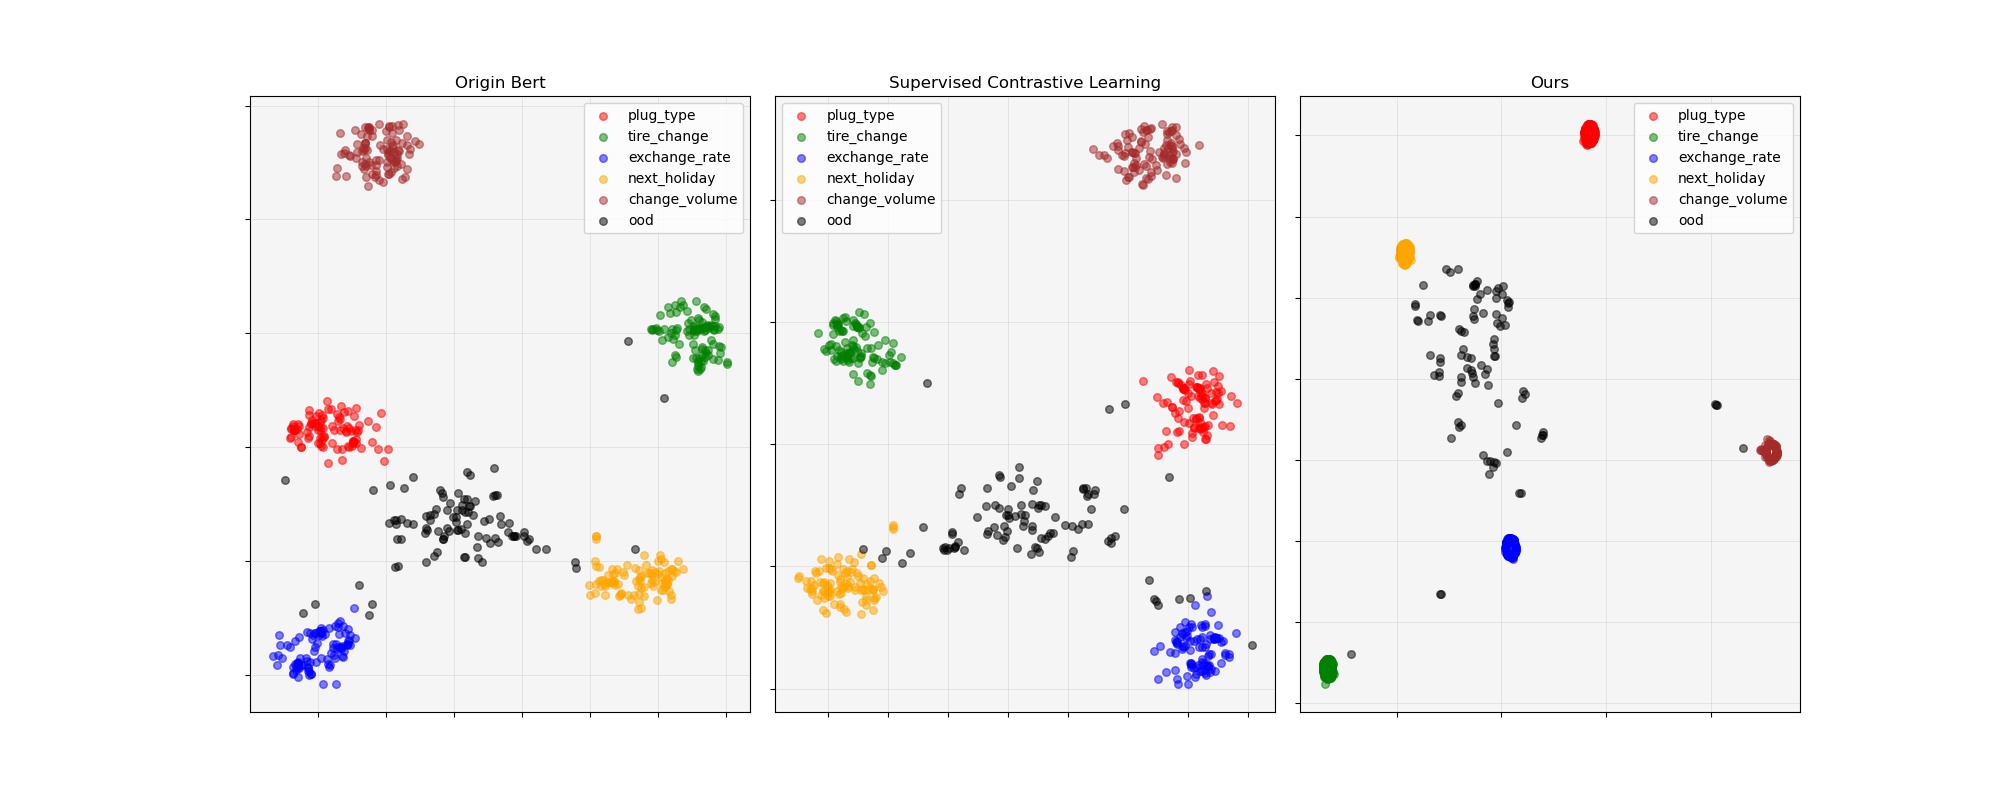 Origin Bert
plug_type
tire_change
exchange_rate
next_holiday
change_volume
ood
Supervised Contrastive Learning
plug_type
tire_change
exchange_rate
next_holiday
change_volume
ood
Ours
plug_type
tire_change
exchange_rate
next_holiday
change_volume
ood